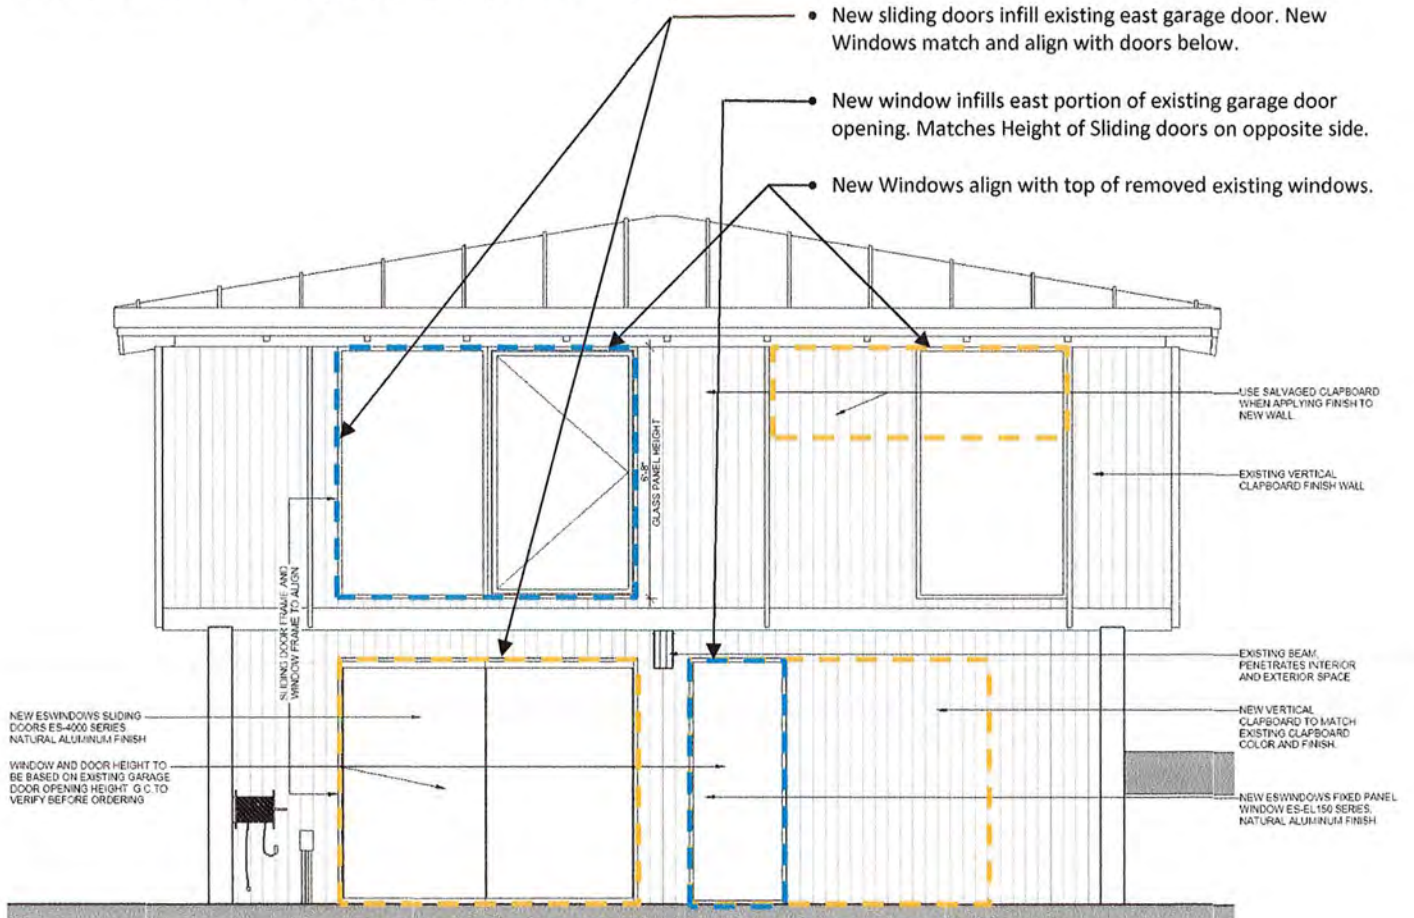 • New sliding doors infill existing east garage door. New
Windows match and align with doors below.
• New window infills east portion of existing garage door
opening. Matches Height of Sliding doors on opposite side.
• New Windows align with top of removed existing windows.
USE SALVAGED CLAPBOARD
WHEN APPLYING FINISH TO
NEW WALL
EXISTING VERTICAL
CLAPBOARD FINISH WALL
6'-8"
GLASS PANEL HEIGHT
SLIDING DOOR FRAME AND
WINDOW FRAME TO ALIGN
EXISTING BEAM,
PENETRATES INTERIOR
AND EXTERIOR SPACE
NEW ESWINDOWS SLIDING
DOORS ES-4000 SERIES
NATURAL ALUMINUM FINISH
NEW VERTICAL
CLAPBOARD TO MATCH
EXISTING CLAPBOARD
COLOR AND FINISH.
WINDOW AND DOOR HEIGHT TO
BE BASED ON EXISTING GARAGE
DOOR OPENING HEIGHT G.C. TO
VERIFY BEFORE ORDERING
NEW ESWINDOWS FIXED PANEL
WINDOW ES-EL150 SERIES.
NATURAL ALUMINUM FINISH.